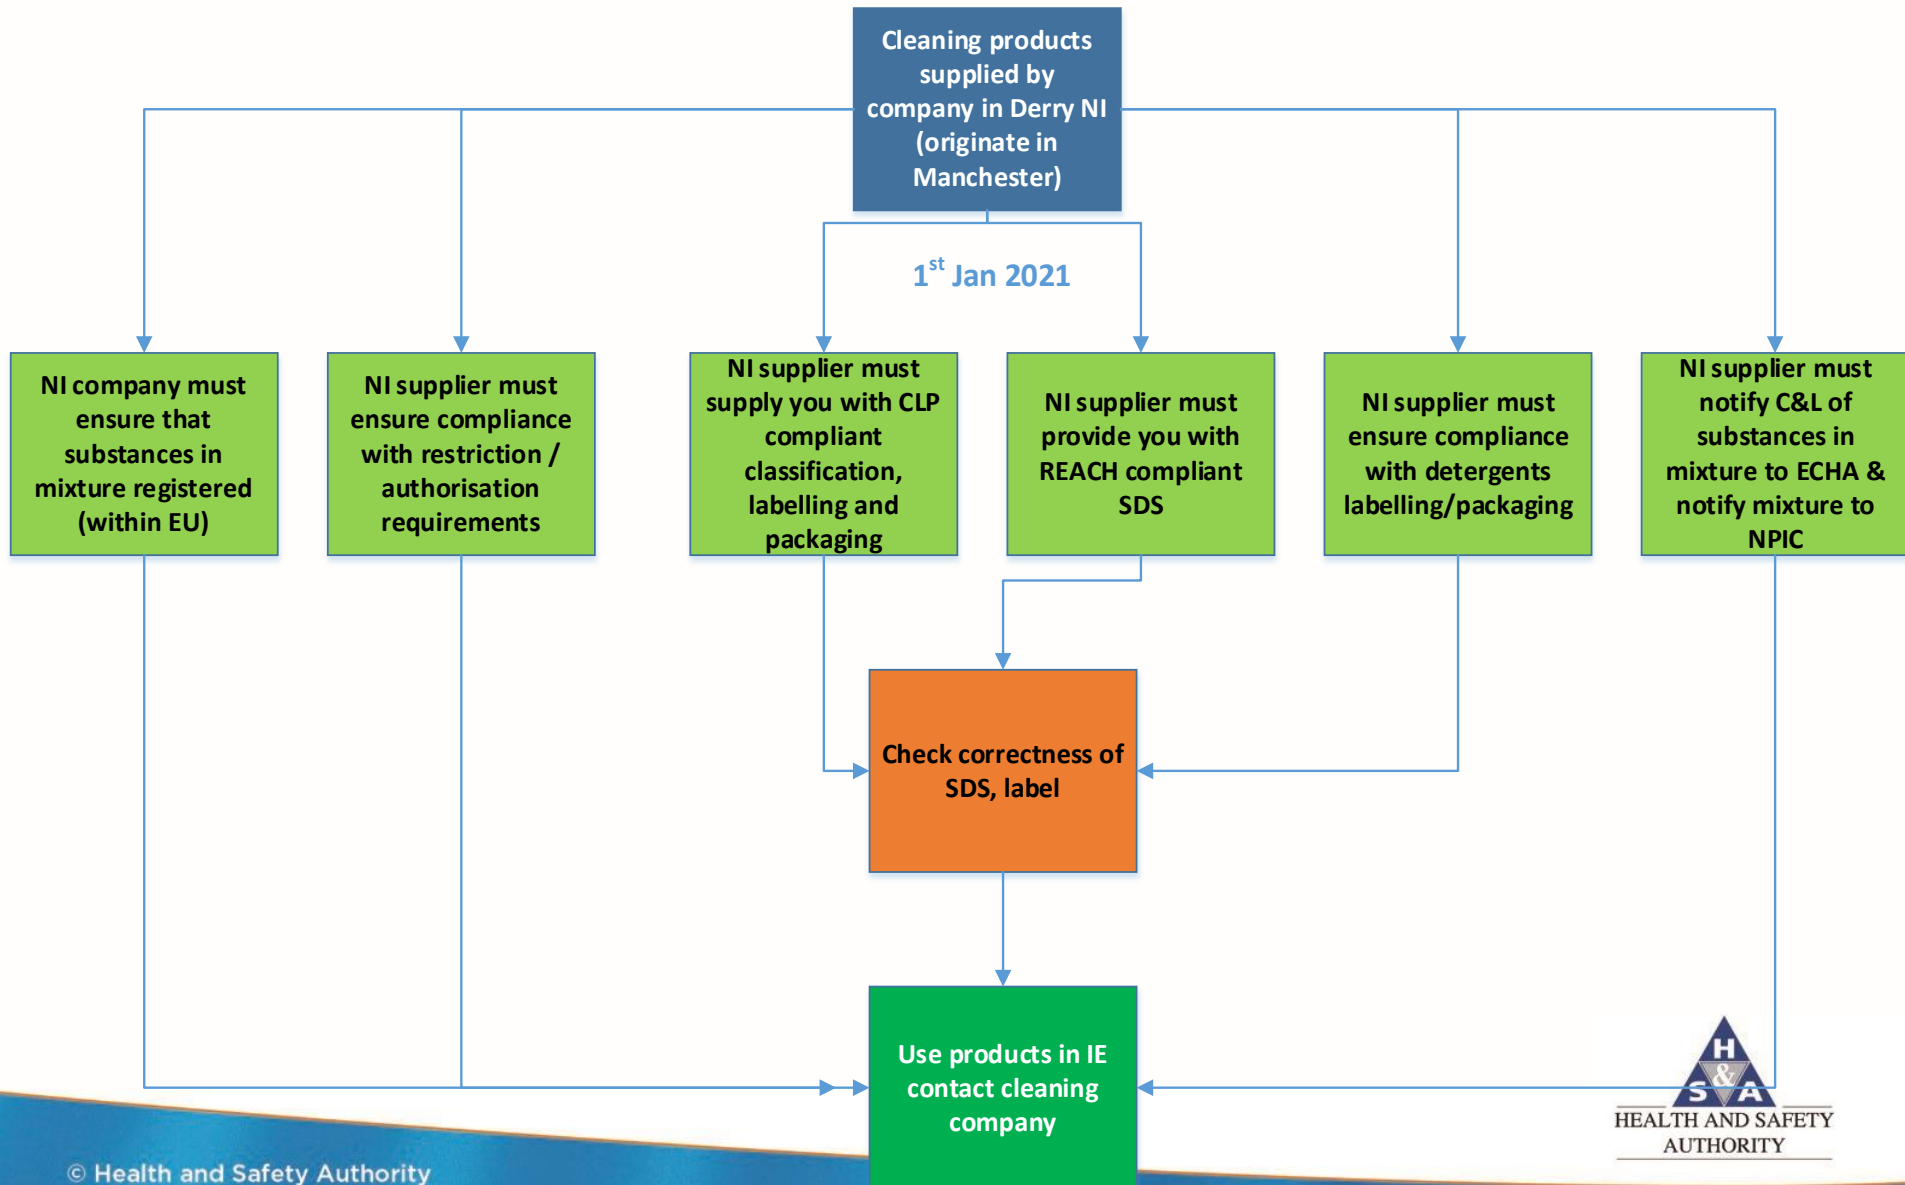 Cleaning products
supplied by
company in Derry NI
(originate in
Manchester)
1st Jan 2021
NI company must
ensure that
substances in
mixture registered
(within EU)
NI supplier must
ensure compliance
with restriction /
authorisation
requirements
NI supplier must
supply you with CLP
compliant
classification,
labelling and
packaging
NI supplier must
provide you with
REACH compliant
SDS
NI supplier must
ensure compliance
with detergents
labelling/packaging
NI supplier must
notify C&L of
substances in
mixture to ECHA &
notify mixture to
NPIC
Check correctness of
SDS, label
Use products in IE
contact cleaning
company
H
S & A
HEALTH AND SAFETY
AUTHORITY
© Health and Safety Authority